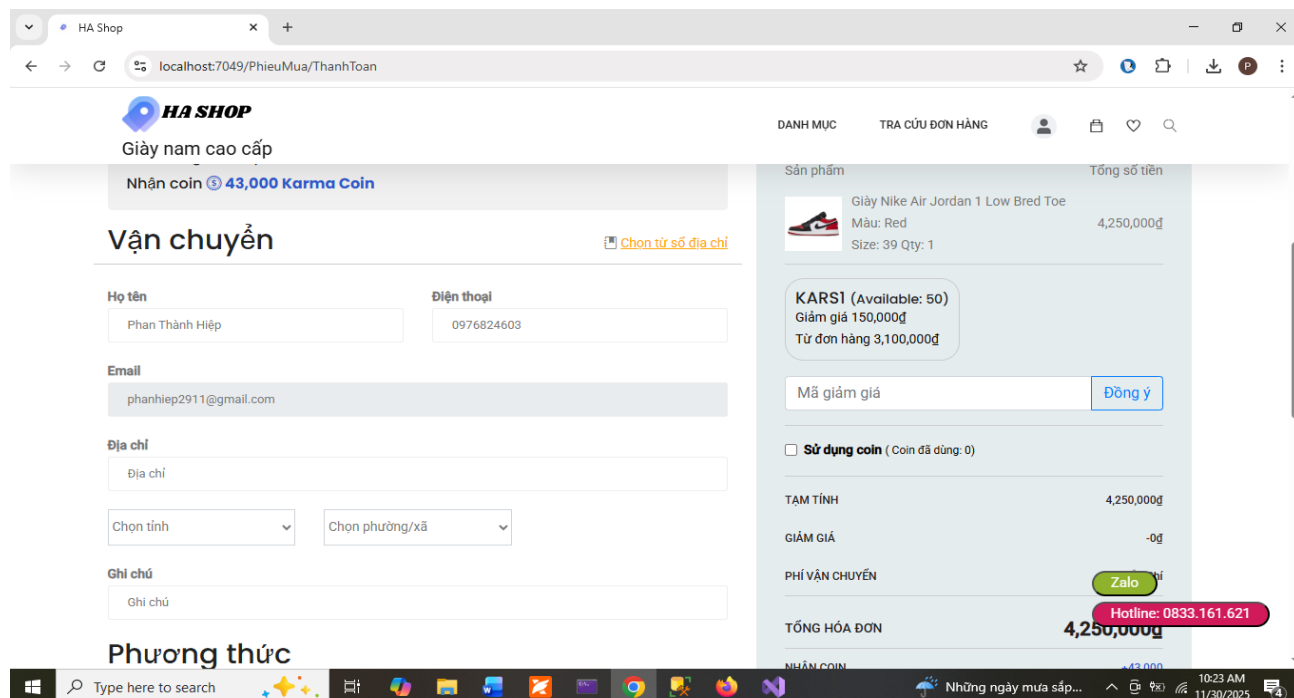 HA Shop
localhost:7049/PhieuMua/ThanhToan
P
HA SHOP
Giày nam cao cấp
DANH MỤC
TRA CỨU ĐƠN HÀNG
Nhận coin 43,000 Karma Coin
Vận chuyển
Chọn từ sổ địa chỉ
Họ tên
Điện thoại
Phan Thành Hiệp
0976824603
Email
phanhiep2911@gmail.com
Địa chỉ
Địa chỉ
Chọn tỉnh
Chọn phường/xã
Ghi chú
Ghi chú
Phương thức
Sản phẩm
Tổng số tiền
Giày Nike Air Jordan 1 Low Bred Toe
Màu: Red
4,250,000₫
Size: 39 Qty: 1
KARS1 (Available: 50)
Giảm giá 150,000₫
Từ đơn hàng 3,100,000₫
Mã giảm giá
Đồng ý
Sử dụng coin ( Coin đã dùng: 0)
TẠM TÍNH
4,250,000₫
GIẢM GIÁ
-0₫
PHÍ VẬN CHUYỂN
Zalo
Hotline: 0833.161.621
TỔNG HÓA ĐƠN
4,250,000₫
NHẬN COIN
+43,000
Type here to search
Những ngày mưa sắp...
10:23 AM
11/30/2025
4